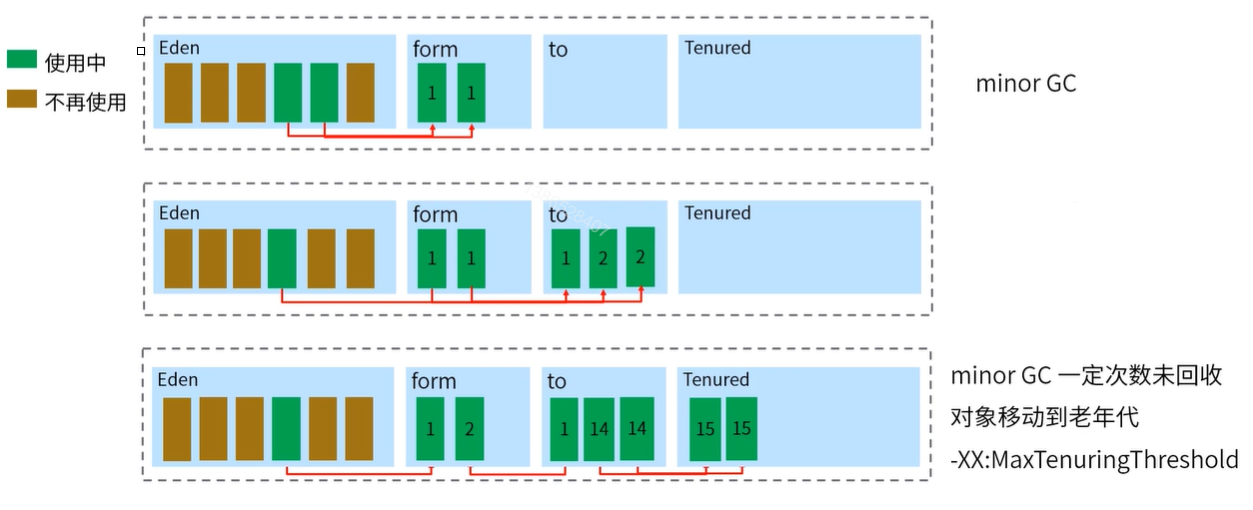 使用中
不再使用
Eden
form
to
Tenured
1
1
minor GC
Eden
form
to
Tenured
1
1
1
2
2
Eden
form
to
Tenured
1
2
1
14
14
15
15
minor GC 一定次数未回收
对象移动到老年代
-XX:MaxTenuringThreshold